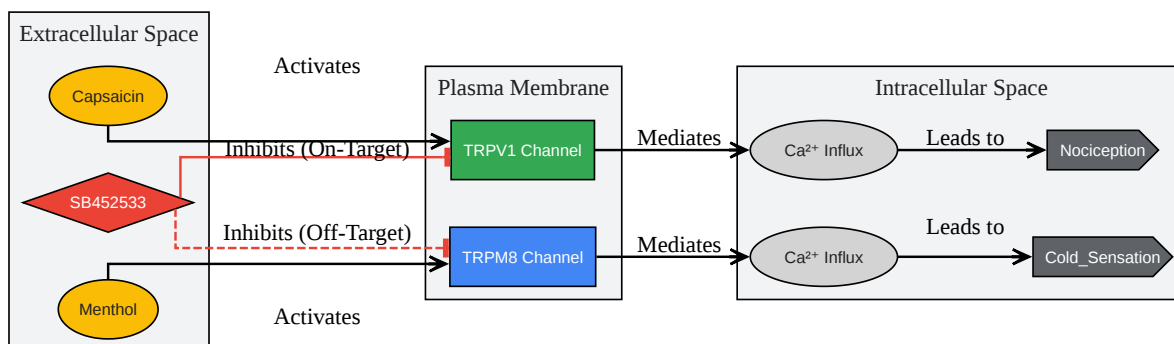 Extracellular Space
Activates
Plasma Membrane
Intracellular Space
Capsaicin
Inhibits (On-Target)
TRPV1 Channel
Mediates
Ca²⁺ Influx
Leads to
Nociception
SB452533
Inhibits (Off-Target)
TRPM8 Channel
Mediates
Ca²⁺ Influx
Leads to
Cold_Sensation
Menthol
Activates